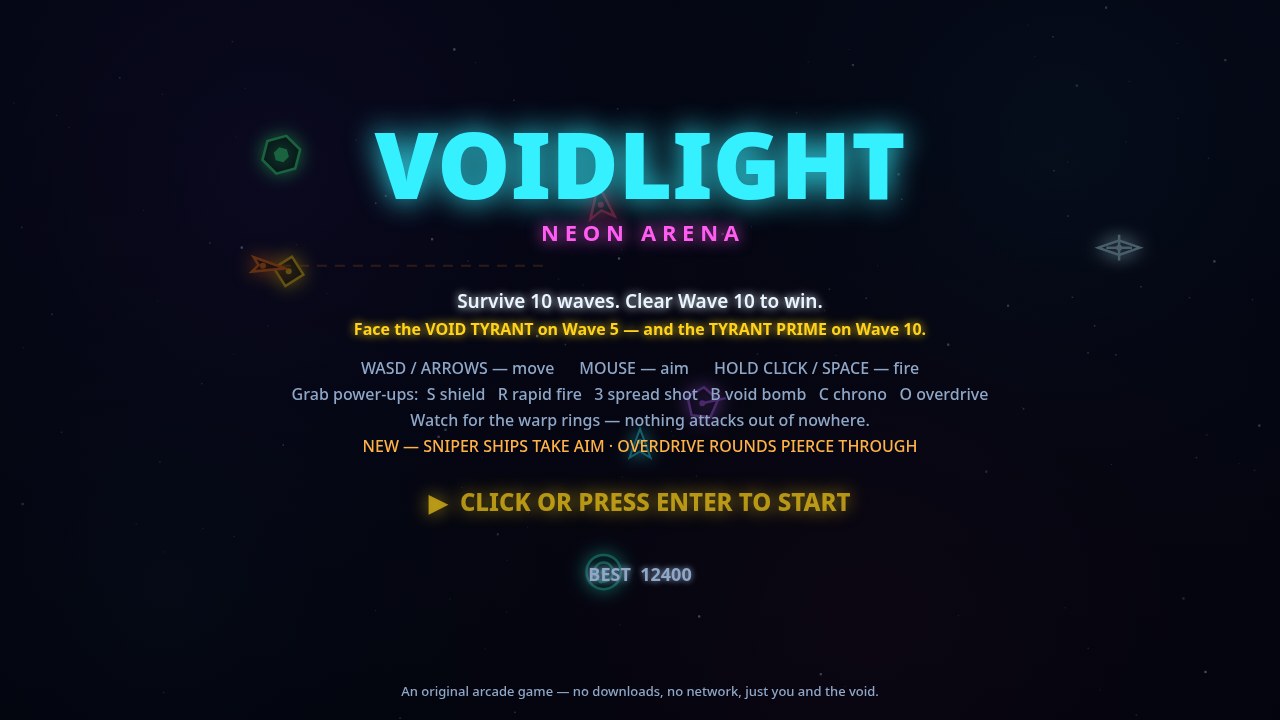 VOIDLIGHT
NEON ARENA
Survive 10 waves. Clear Wave 10 to win.
Face the VOID TYRANT on Wave 5 — and the TYRANT PRIME on Wave 10.
WASD / ARROWS — move MOUSE — aim HOLD CLICK / SPACE — fire
Grab power-ups: S shield R rapid fire 3 spread shot B void bomb C chrono O overdrive
Watch for the warp rings — nothing attacks out of nowhere.
NEW — SNIPER SHIPS TAKE AIM · OVERDRIVE ROUNDS PIERCE THROUGH
▶ CLICK OR PRESS ENTER TO START
BEST 12400
An original arcade game — no downloads, no network, just you and the void.